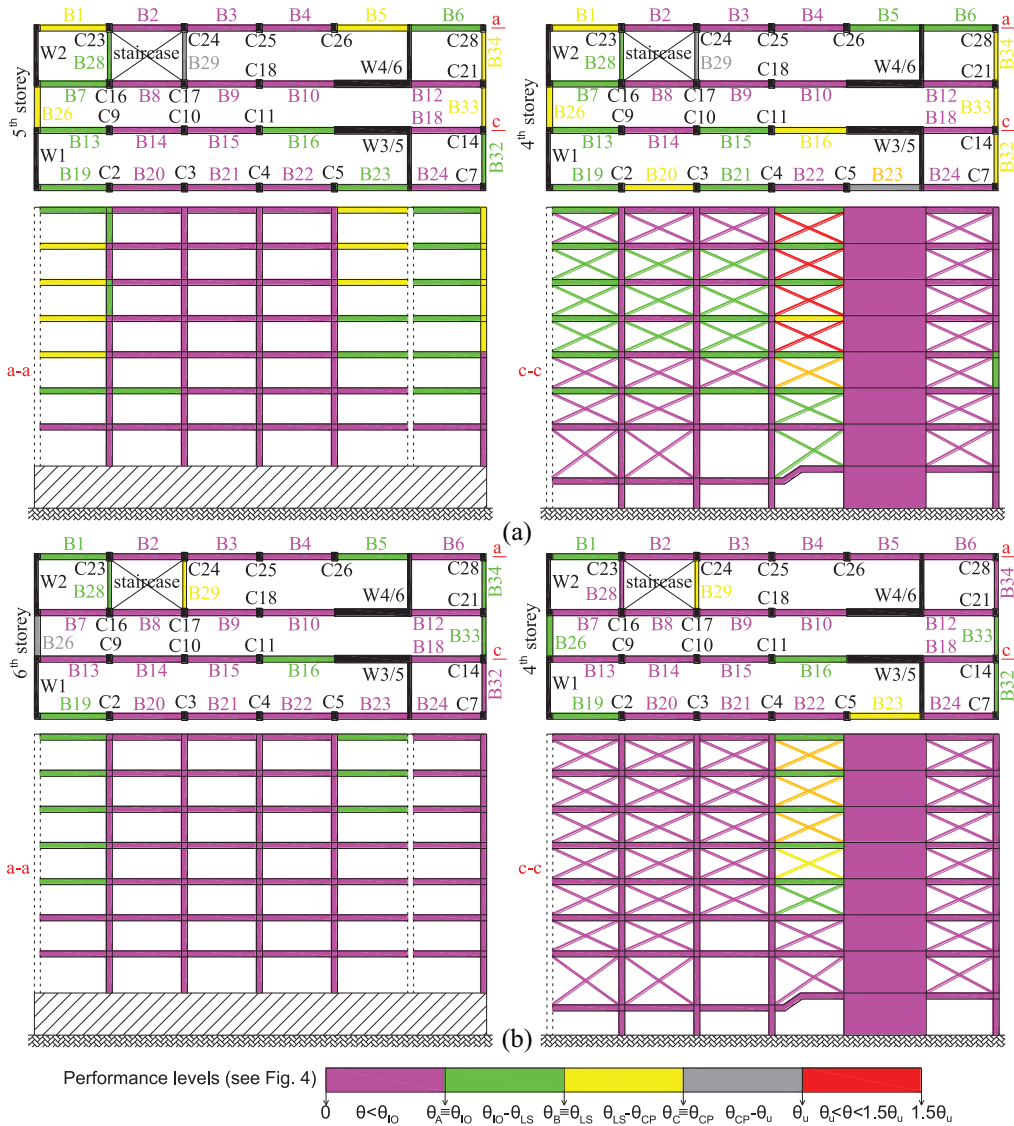 B1 B2 B3 B4 B5 B6 a
W2 C23 staircase C24 C25 C26 C28 B34
B28 B29 C18 W4/6 C21
5th storey
B7 C16 B8 C17 B9 B10 B12 B33
B26 C9 C10 C11 B18 c
B13 B14 B15 B16 W3/5 C14 B32
W1
B19 C2 B20 C3 B21 C4 B22 C5 B23 B24 C7
a-a
B1 B2 B3 B4 B5 B6 a
W2 C23 staircase C24 C25 C26 C28 B34
B28 B29 C18 W4/6 C21
4th storey
B7 C16 B8 C17 B9 B10 B12 B33
B26 C9 C10 C11 B18 c
B13 B14 B15 B16 W3/5 C14 B32
W1
B19 C2 B20 C3 B21 C4 B22 C5 B23 B24 C7
c-c
(a)
B1 B2 B3 B4 B5 B6 a
W2 C23 staircase C24 C25 C26 C28 B34
B28 B29 C18 W4/6 C21
6th storey
B7 C16 B8 C17 B9 B10 B12 B33
B26 C9 C10 C11 B18 c
B13 B14 B15 B16 W3/5 C14 B32
W1
B19 C2 B20 C3 B21 C4 B22 C5 B23 B24 C7
a-a
B1 B2 B3 B4 B5 B6 a
W2 C23 staircase C24 C25 C26 C28 B34
B28 B29 C18 W4/6 C21
4th storey
B7 C16 B8 C17 B9 B10 B12 B33
B26 C9 C10 C11 B18 c
B13 B14 B15 B16 W3/5 C14 B32
W1
B19 C2 B20 C3 B21 C4 B22 C5 B23 B24 C7
c-c
(b)
Performance levels (see Fig. 4)
0 θ<θIO θA≡θIO θIO-θLS θB≡θLS θLS-θCP θC≡θCP θCP-θu θu θu<θ<1.5θu 1.5θu